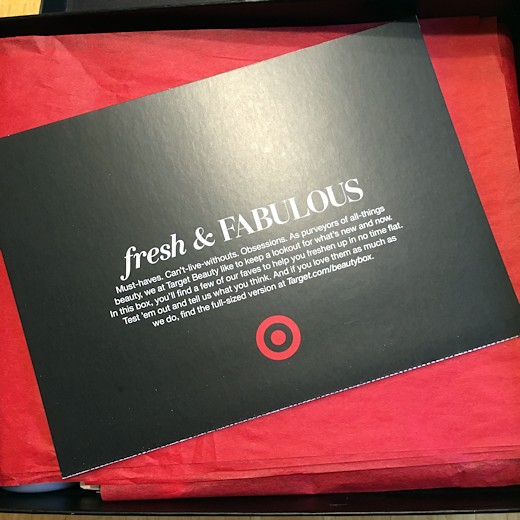 fresh & FABULOUS
Must-haves. Can't-live-withouts. Obsessions. As purveyors of all-things
beauty, we at Target Beauty like to keep a lookout for what's new and now.
In this box, you'll find a few of our faves to help you freshen up in no time flat.
Test 'em out and tell us what you think. And if you love them as much as
we do, find the full-sized version at Target.com/beautybox.